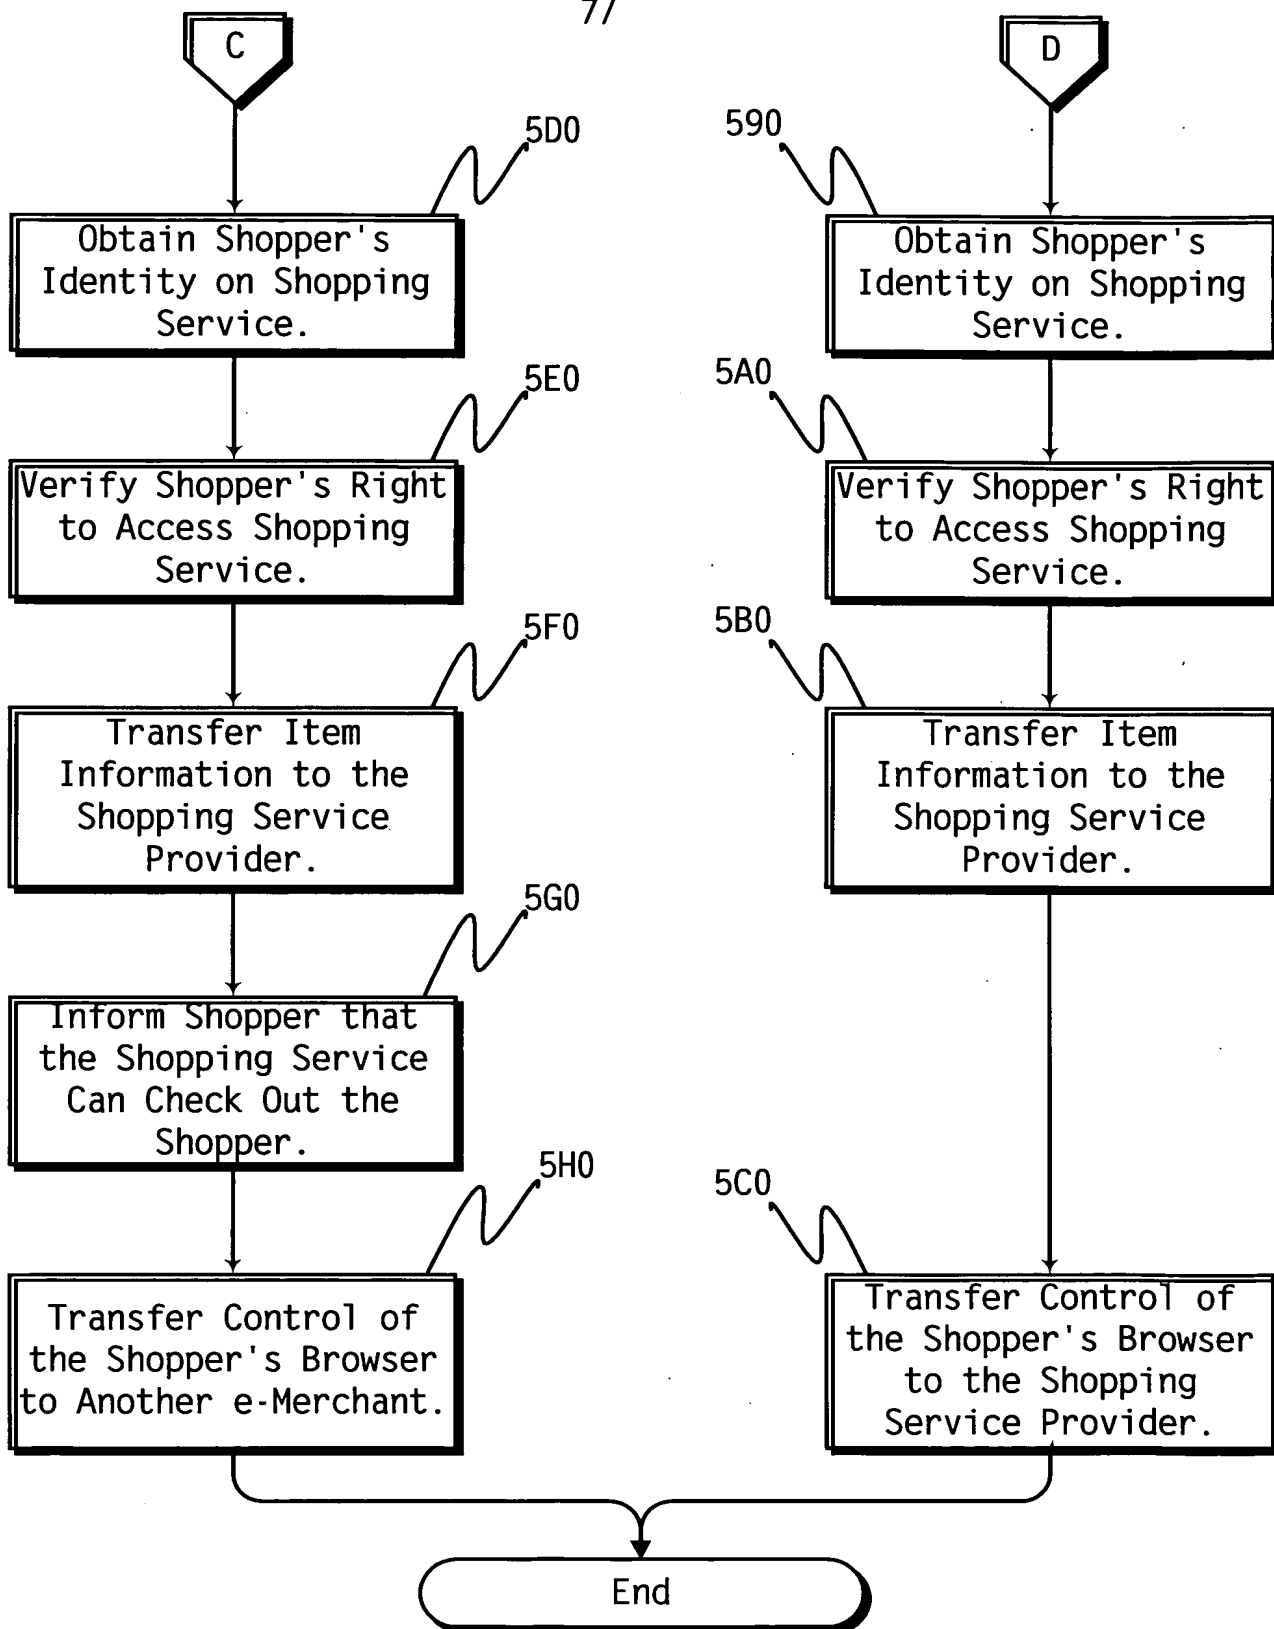 7/
C
5D0
Obtain Shopper's
Identity on Shopping
Service.
5E0
Verify Shopper's Right
to Access Shopping
Service.
5F0
Transfer Item
Information to the
Shopping Service
Provider.
5G0
Inform Shopper that
the Shopping Service
Can Check Out the
Shopper.
5H0
Transfer Control of
the Shopper's Browser
to Another e-Merchant.
D
590
Obtain Shopper's
Identity on Shopping
Service.
5A0
Verify Shopper's Right
to Access Shopping
Service.
5B0
Transfer Item
Information to the
Shopping Service
Provider.
5C0
Transfer Control of
the Shopper's Browser
to the Shopping
Service Provider.
End